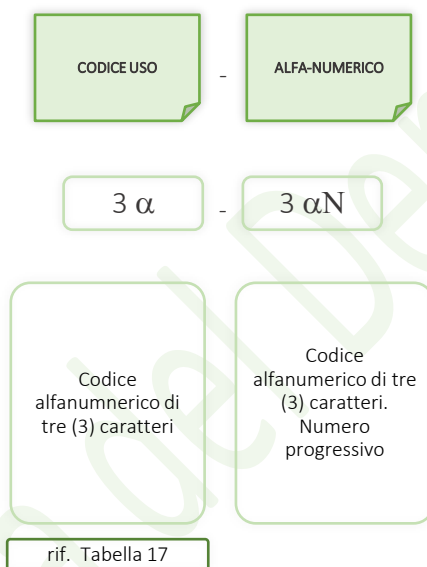 CODICE USO - ALFA-NUMERICO
3 α - 3 αN
Codice
alfanumnerico di
tre (3) caratteri
Codice
alfanumerico di tre
(3) caratteri.
Numero
progressivo
rif. Tabella 17